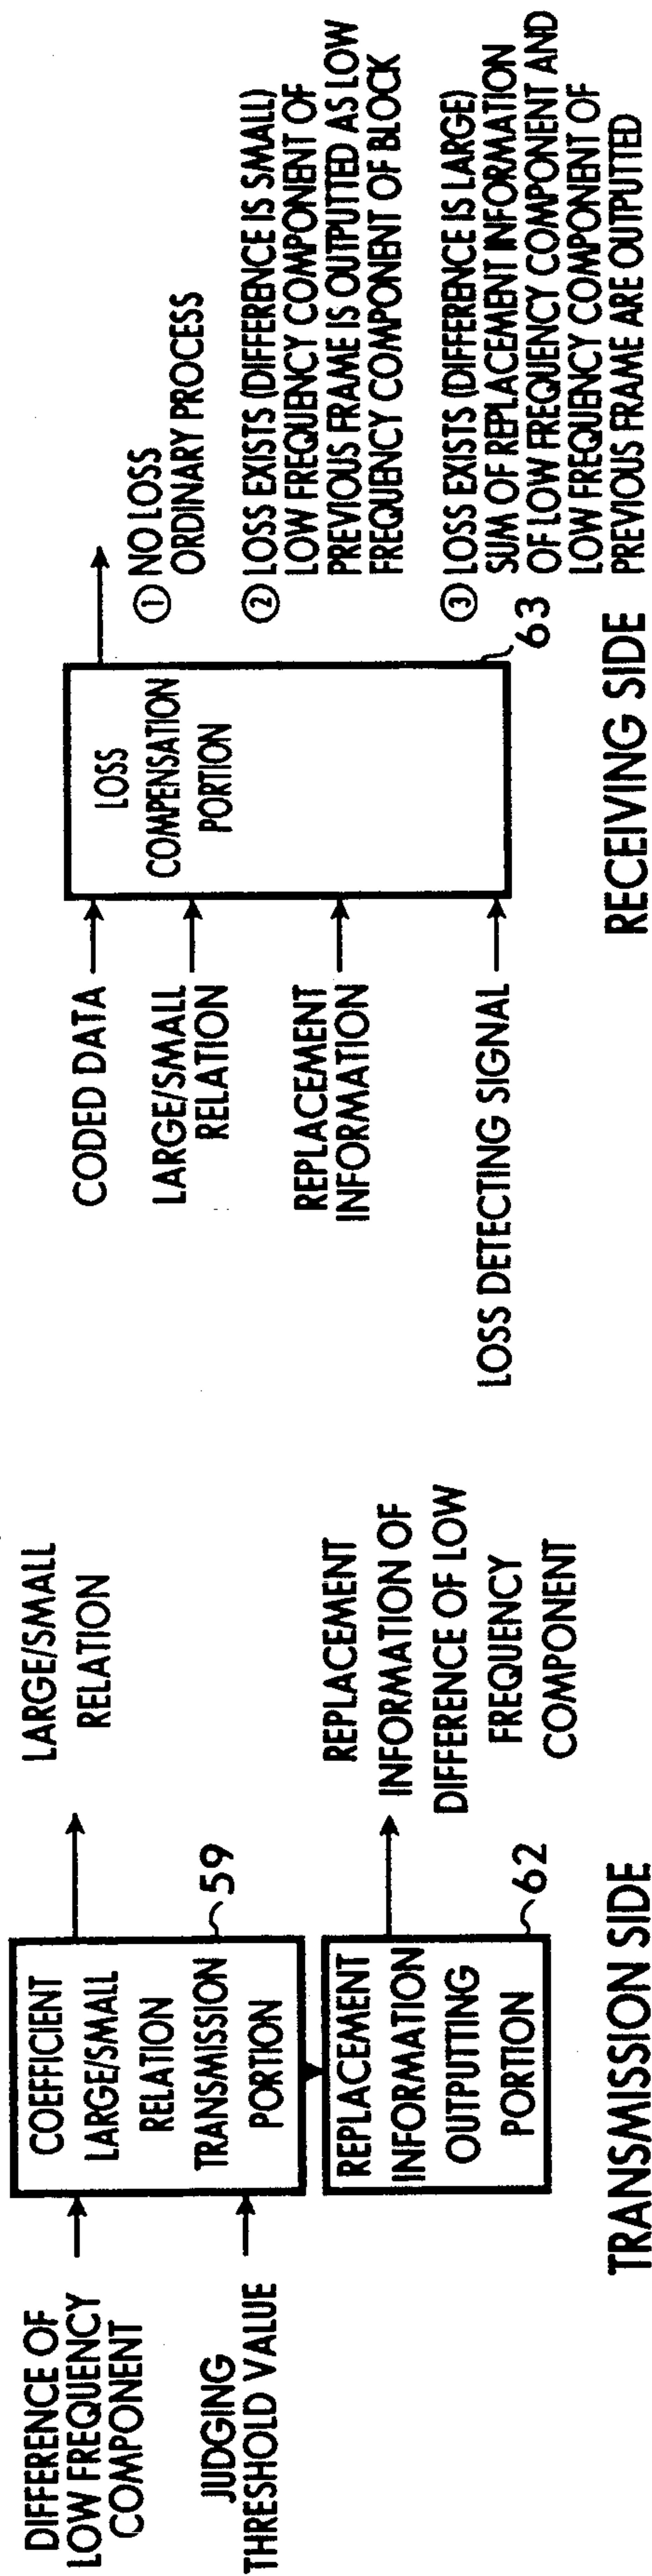 DIFFERENCE OF
LOW FREQUENCY
COMPONENT
JUDGING
THRESHOLD VALUE
COEFFICIENT
LARGE/SMALL
RELATION
TRANSMISSION
PORTION
59
LARGE/SMALL
RELATION
REPLACEMENT
INFORMATION
OUTPUTTING
PORTION
62
REPLACEMENT
INFORMATION OF
DIFFERENCE OF LOW
FREQUENCY
COMPONENT
TRANSMISSION SIDE
CODED DATA
LARGE/SMALL
RELATION
REPLACEMENT
INFORMATION
LOSS DETECTING SIGNAL
LOSS
COMPENSATION
PORTION
63
① NO LOSS
ORDINARY PROCESS
② LOSS EXISTS (DIFFERENCE IS SMALL)
LOW FREQUENCY COMPONENT OF
PREVIOUS FRAME IS OUTPUTTED AS LOW
FREQUENCY COMPONENT OF BLOCK
③ LOSS EXISTS (DIFFERENCE IS LARGE)
SUM OF REPLACEMENT INFORMATION
OF LOW FREQUENCY COMPONENT AND
LOW FREQUENCY COMPONENT OF
PREVIOUS FRAME ARE OUTPUTTED
RECEIVING SIDE